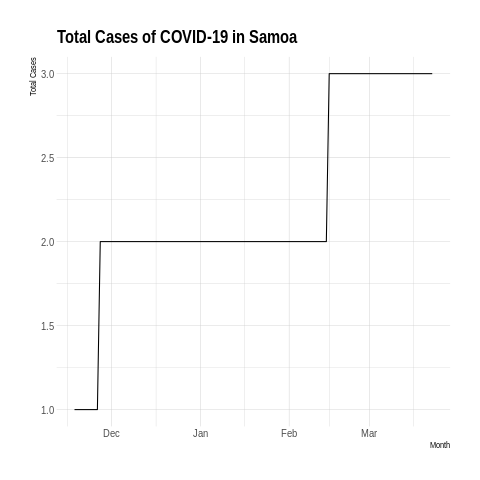 Total Cases of COVID-19 in Samoa
Total Cases
3.0
2.5
2.0
1.5
1.0
Dec Jan Feb Mar
Month